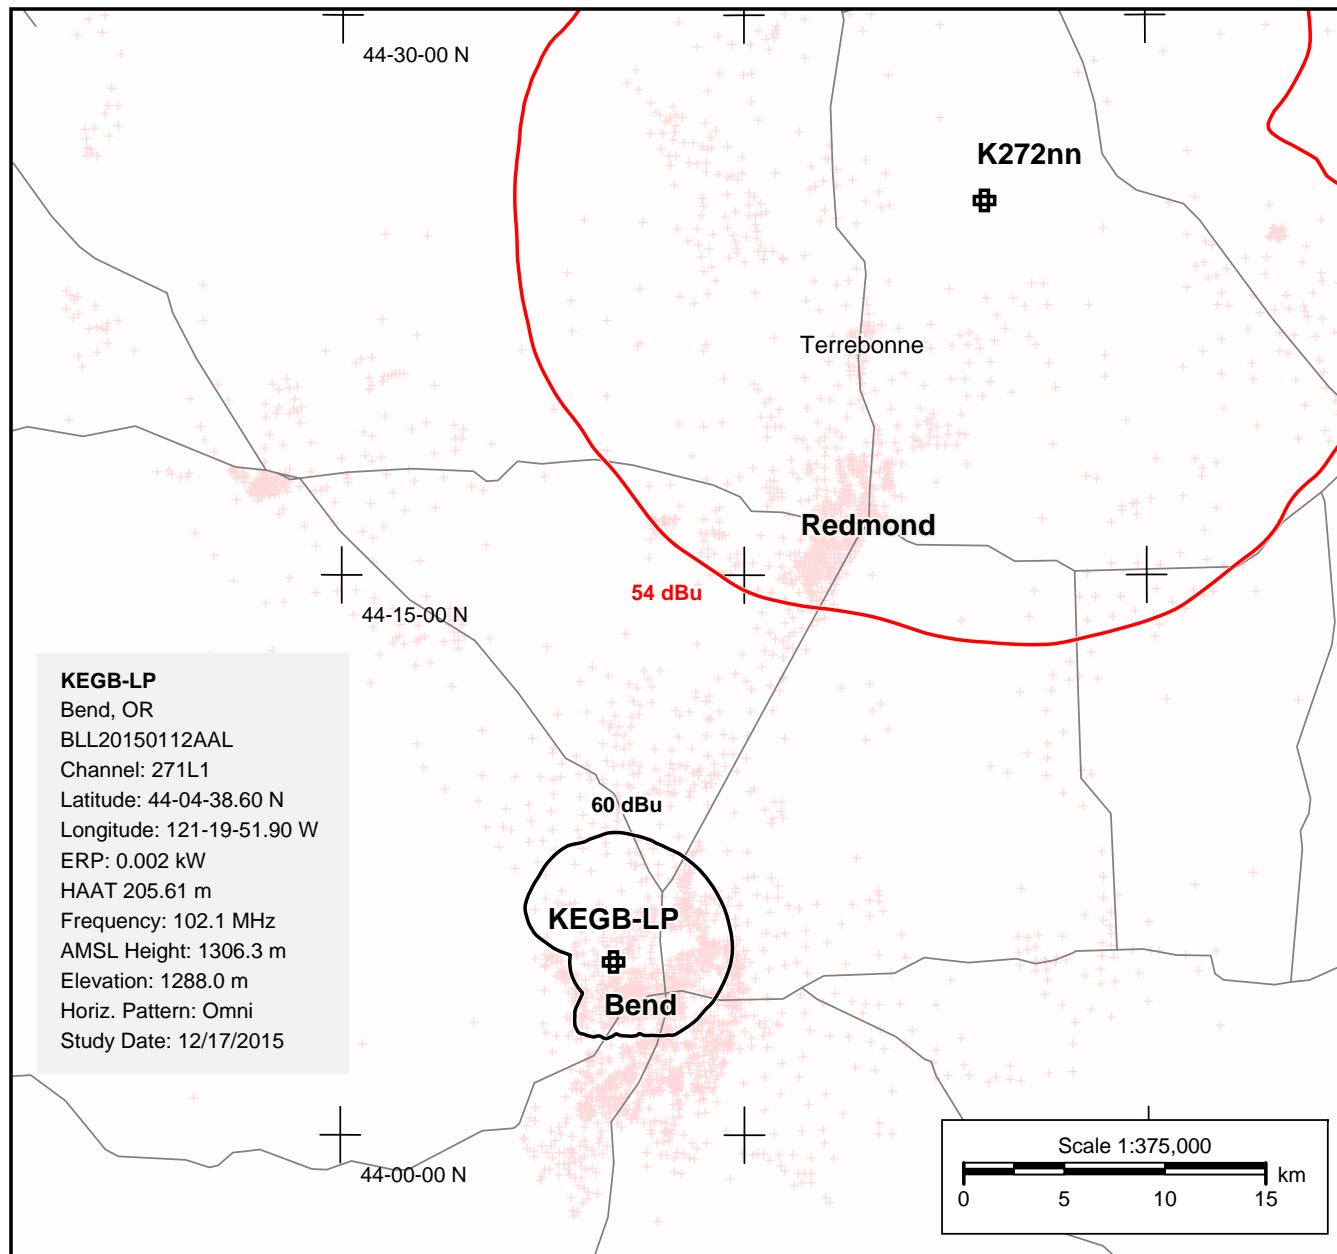 44-30-00 N
K272nn
Terrebonne
Redmond
54 dBu
44-15-00 N
KEGB-LP
Bend, OR
BLL20150112AAL
Channel: 271L1
Latitude: 44-04-38.60 N
Longitude: 121-19-51.90 W
ERP: 0.002 kW
HAAT 205.61 m
Frequency: 102.1 MHz
AMSL Height: 1306.3 m
Elevation: 1288.0 m
Horiz. Pattern: Omni
Study Date: 12/17/2015
60 dBu
KEGB-LP
Bend
44-00-00 N
Scale 1:375,000
km
0 5 10 15